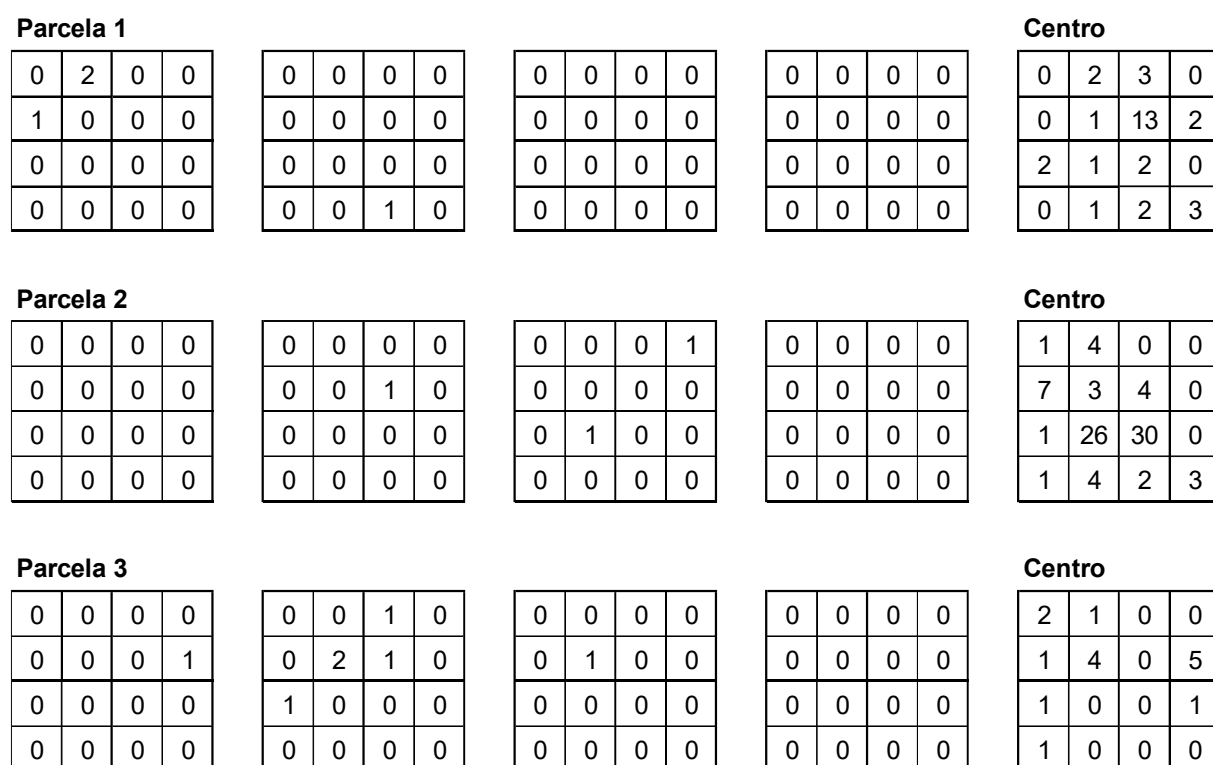 Parcela 1 Centro
0 2 0 0 0 0 0 0 0 0 0 0 0 0 0 0 0 2 3 0
1 0 0 0 0 0 0 0 0 0 0 0 0 0 0 0 0 1 13 2
0 0 0 0 0 0 0 0 0 0 0 0 0 0 0 0 2 1 2 0
0 0 0 0 0 0 1 0 0 0 0 0 0 0 0 0 0 1 2 3
Parcela 2 Centro
0 0 0 0 0 0 0 0 0 0 0 1 0 0 0 0 1 4 0 0
0 0 0 0 0 0 1 0 0 0 0 0 0 0 0 0 7 3 4 0
0 0 0 0 0 0 0 0 0 1 0 0 0 0 0 0 1 26 30 0
0 0 0 0 0 0 0 0 0 0 0 0 0 0 0 0 1 4 2 3
Parcela 3 Centro
0 0 0 0 0 0 1 0 0 0 0 0 0 0 0 0 2 1 0 0
0 0 0 1 0 2 1 0 0 1 0 0 0 0 0 0 1 4 0 5
0 0 0 0 1 0 0 0 0 0 0 0 0 0 0 0 1 0 0 1
0 0 0 0 0 0 0 0 0 0 0 0 0 0 0 0 1 0 0 0